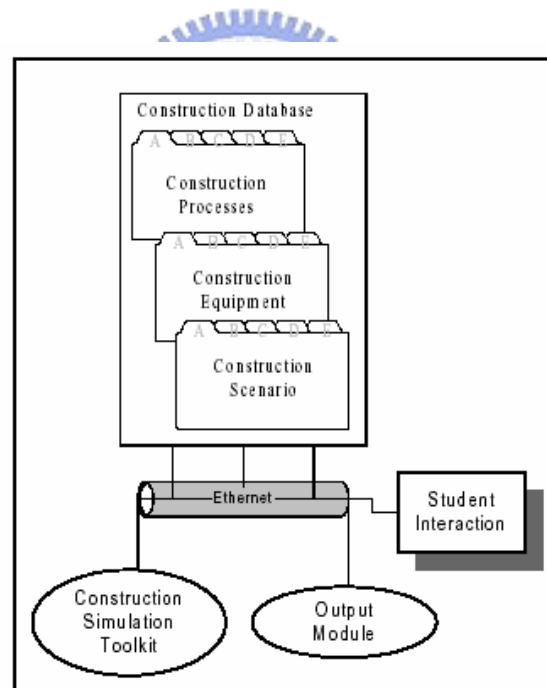 Construction Database
A B C D E
Construction
Processes
A B C D E
Construction
Equipment
A B C D E
Construction
Scenario
Ethernet
Student
Interaction
Construction
Simulation
Toolkit
Output
Module